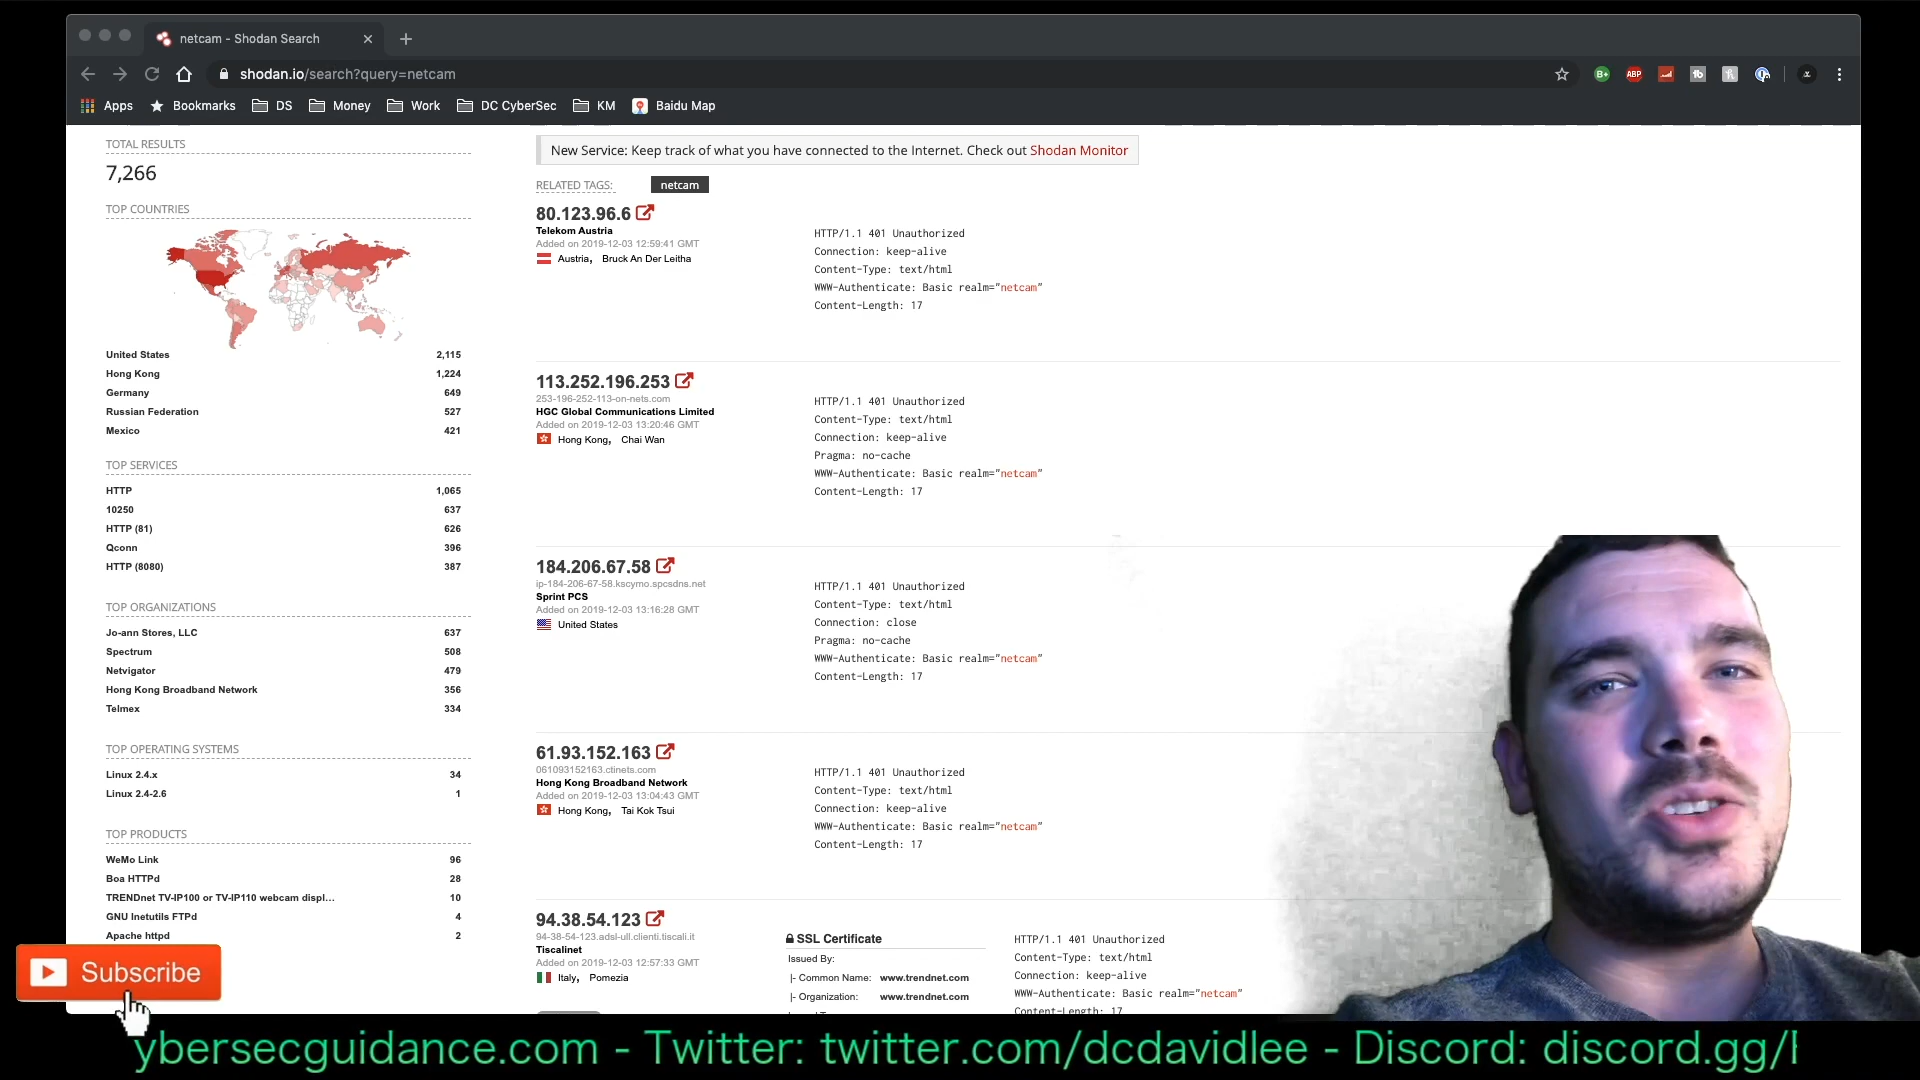 netcam - Shodan Search
shodan.io/search?query=netcam
ABP
Apps Bookmarks DS Money Work DC CyberSec KM Baidu Map
TOTAL RESULTS
7,266
TOP COUNTRIES
United States 2,115
Hong Kong 1,224
Germany 649
Russian Federation 527
Mexico 421
TOP SERVICES
HTTP 1,065
10250 637
HTTP (81) 626
Qconn 396
HTTP (8080) 387
TOP ORGANIZATIONS
Jo-ann Stores, LLC 637
Spectrum 508
Netvigator 479
Hong Kong Broadband Network 356
Telmex 334
TOP OPERATING SYSTEMS
Linux 2.4.x 34
Linux 2.4-2.6 1
TOP PRODUCTS
WeMo Link 96
Boa HTTPd 28
TRENDnet TV-IP100 or TV-IP110 webcam displ... 10
GNU Inetutils FTPd 4
Apache httpd 2
New Service: Keep track of what you have connected to the Internet. Check out Shodan Monitor
RELATED TAGS: netcam
80.123.96.6
Telekom Austria
Added on 2019-12-03 12:59:41 GMT
Austria, Bruck An Der Leitha
HTTP/1.1 401 Unauthorized
Connection: keep-alive
Content-Type: text/html
WWW-Authenticate: Basic realm="netcam"
Content-Length: 17
113.252.196.253
253-196-252-113-on-nets.com
HGC Global Communications Limited
Added on 2019-12-03 13:20:46 GMT
Hong Kong, Chai Wan
HTTP/1.1 401 Unauthorized
Content-Type: text/html
Connection: keep-alive
Pragma: no-cache
WWW-Authenticate: Basic realm="netcam"
Content-Length: 17
184.206.67.58
ip-184-206-67-58.kscymo.spcsdns.net
Sprint PCS
Added on 2019-12-03 13:16:28 GMT
United States
HTTP/1.1 401 Unauthorized
Content-Type: text/html
Connection: close
Pragma: no-cache
WWW-Authenticate: Basic realm="netcam"
Content-Length: 17
61.93.152.163
061093152163.ctinets.com
Hong Kong Broadband Network
Added on 2019-12-03 13:04:43 GMT
Hong Kong, Tai Kok Tsui
HTTP/1.1 401 Unauthorized
Content-Type: text/html
Connection: keep-alive
WWW-Authenticate: Basic realm="netcam"
Content-Length: 17
94.38.54.123
94-38-54-123.adsl-ull.clienti.tiscali.it
Tiscalinet
Added on 2019-12-03 12:57:33 GMT
Italy, Pomezia
SSL Certificate
Issued By:
|- Common Name: www.trendnet.com
|- Organization: www.trendnet.com
HTTP/1.1 401 Unauthorized
Content-Type: text/html
Connection: keep-alive
WWW-Authenticate: Basic realm="netcam"
Content-Length: 17
Subscribe
ybersecguidance.com - Twitter: twitter.com/dcdavidlee - Discord: discord.gg/